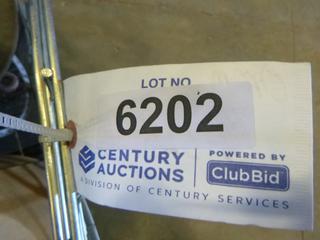 LOT NO.
6202
CENTURY
AUCTIONS
POWERED BY
ClubBid
A DIVISION OF CENTURY SERVICES